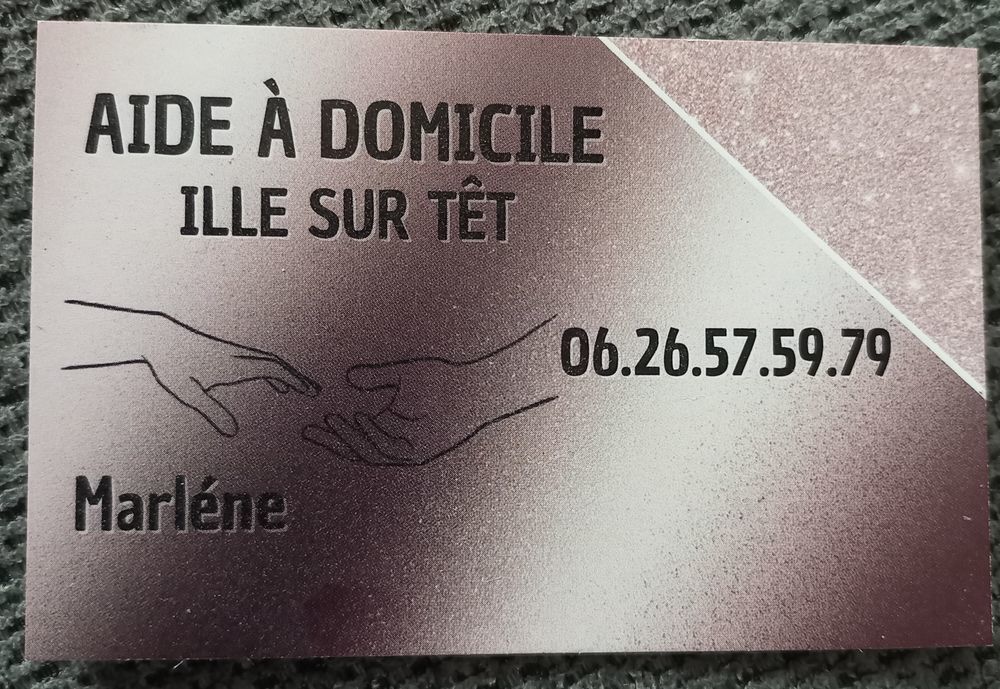 AIDE À DOMICILE
ILLE SUR TÊT
06.26.57.59.79
Marléne